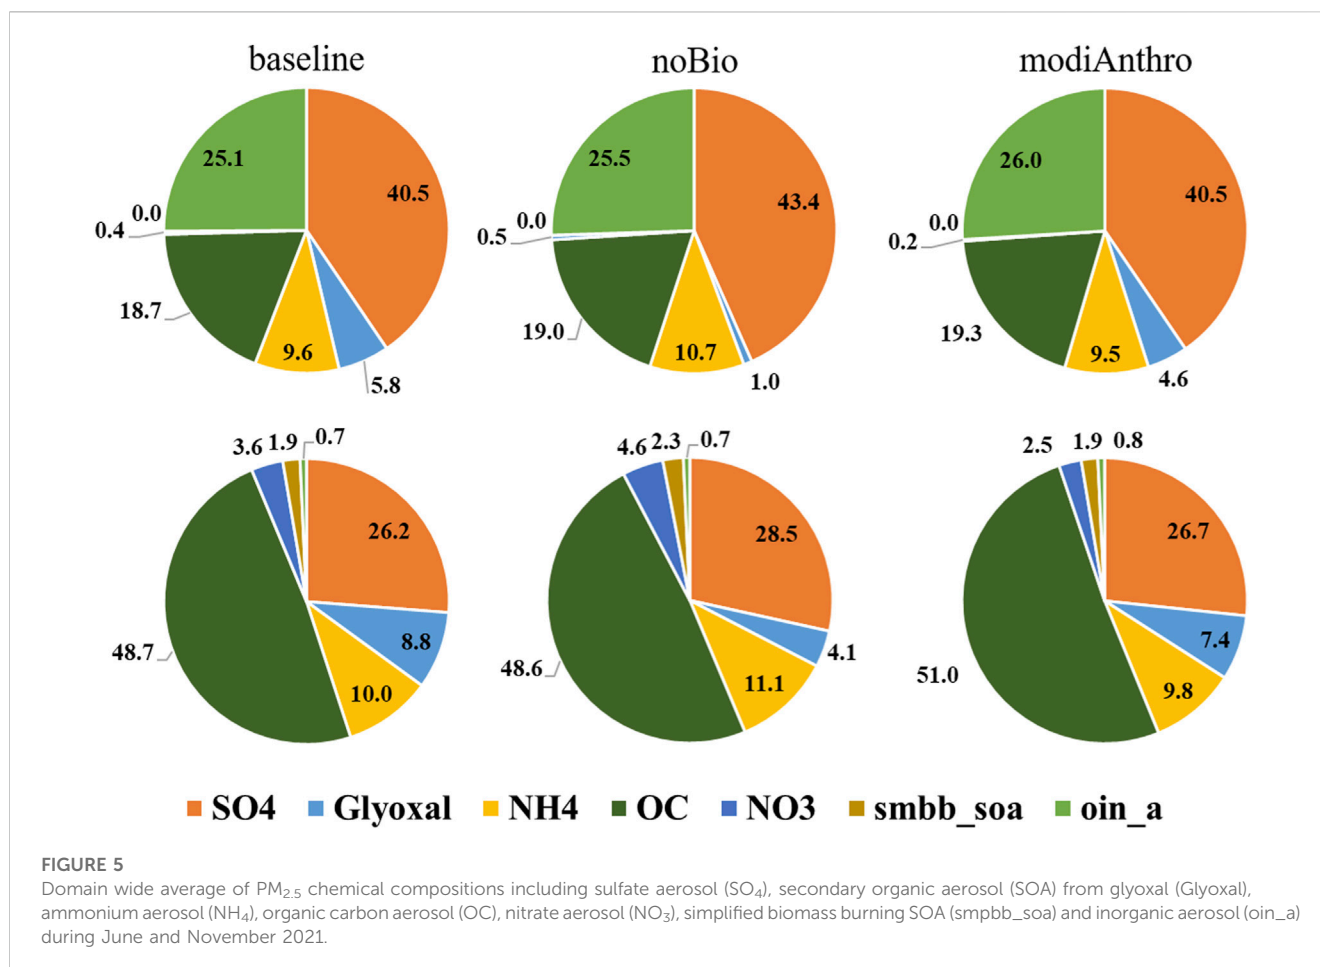 baseline noBio modiAnthro
25.1 40.5 25.5 43.4 26.0 40.5
0.0 0.0 0.0
0.4 0.5 0.2
18.7 19.0 19.3
9.6 10.7 9.5
5.8 1.0 4.6
3.6 1.9 0.7 4.6 2.3 0.7 2.5 1.9 0.8
26.2 28.5 26.7
8.8 4.1 7.4
48.7 48.6 51.0
10.0 11.1 9.8
SO4 Glyoxal NH4 OC NO3 smbb_soa oin_a
FIGURE 5
Domain wide average of PM2.5 chemical compositions including sulfate aerosol (SO4), secondary organic aerosol (SOA) from glyoxal (Glyoxal),
ammonium aerosol (NH4), organic carbon aerosol (OC), nitrate aerosol (NO3), simplified biomass burning SOA (smpbb_soa) and inorganic aerosol (oin_a)
during June and November 2021.